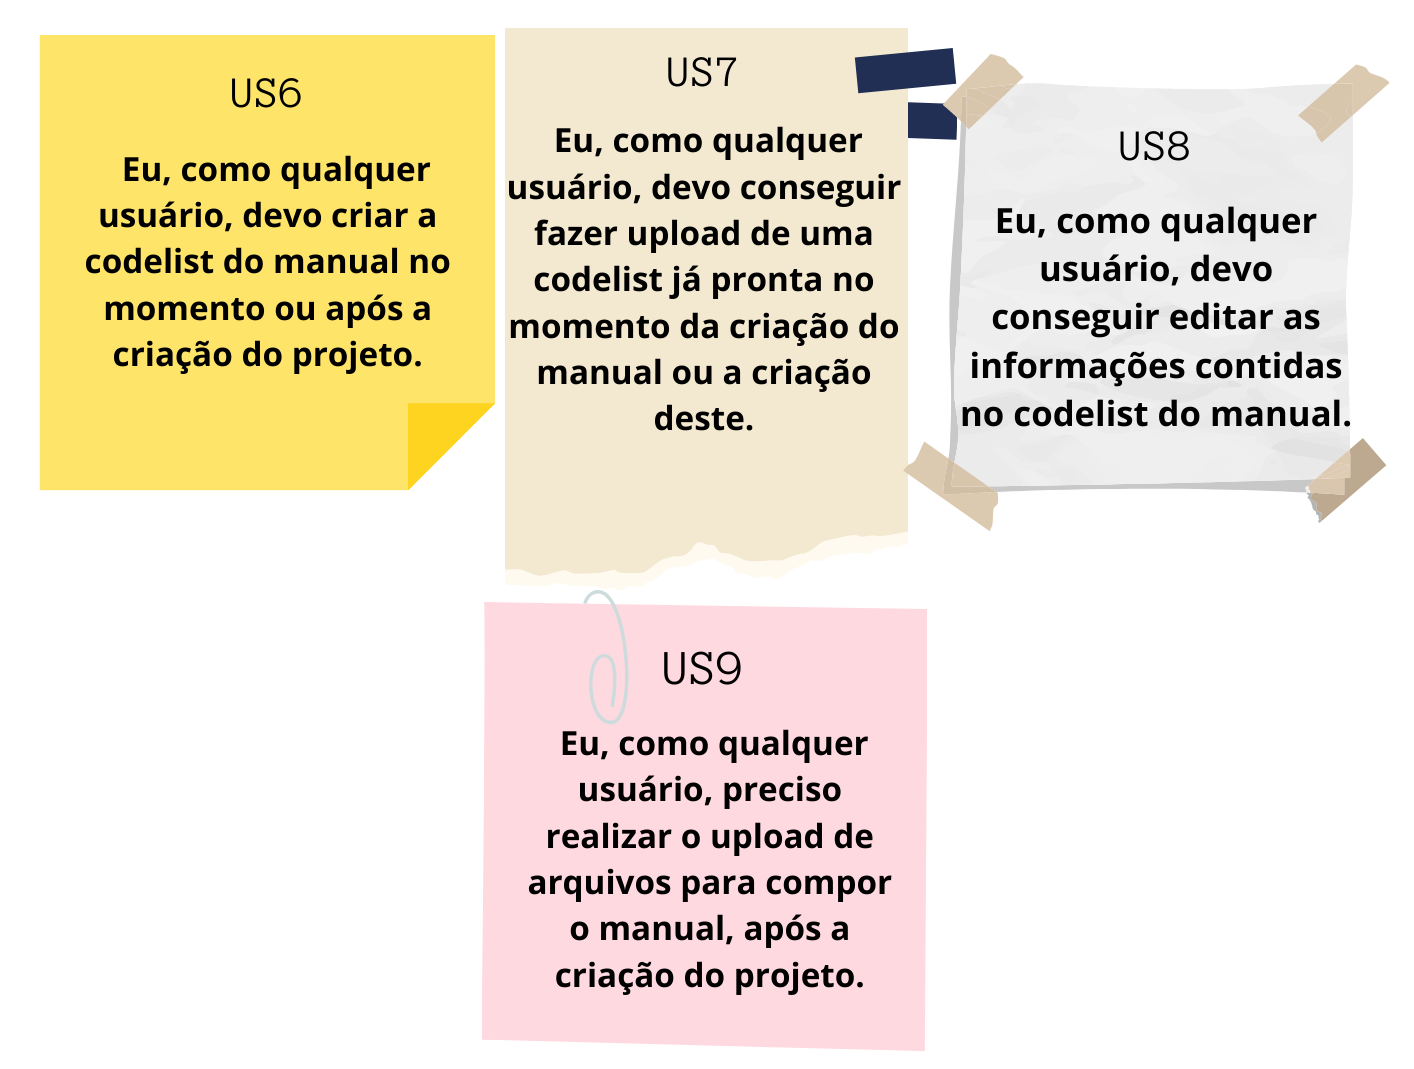 US6
Eu, como qualquer
usuário, devo criar a
codelist do manual no
momento ou após a
criação do projeto.
US7
Eu, como qualquer
usuário, devo conseguir
fazer upload de uma
codelist já pronta no
momento da criação do
manual ou a criação
deste.
US8
Eu, como qualquer
usuário, devo
conseguir editar as
informações contidas
no codelist do manual.
US9
Eu, como qualquer
usuário, preciso
realizar o upload de
arquivos para compor
o manual, após a
criação do projeto.